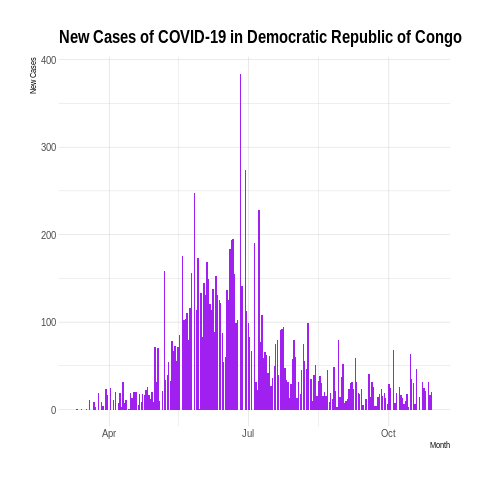 New Cases of COVID-19 in Democratic Republic of Congo
New Cases
400
300
200
100
0
Apr
Jul
Oct
Month